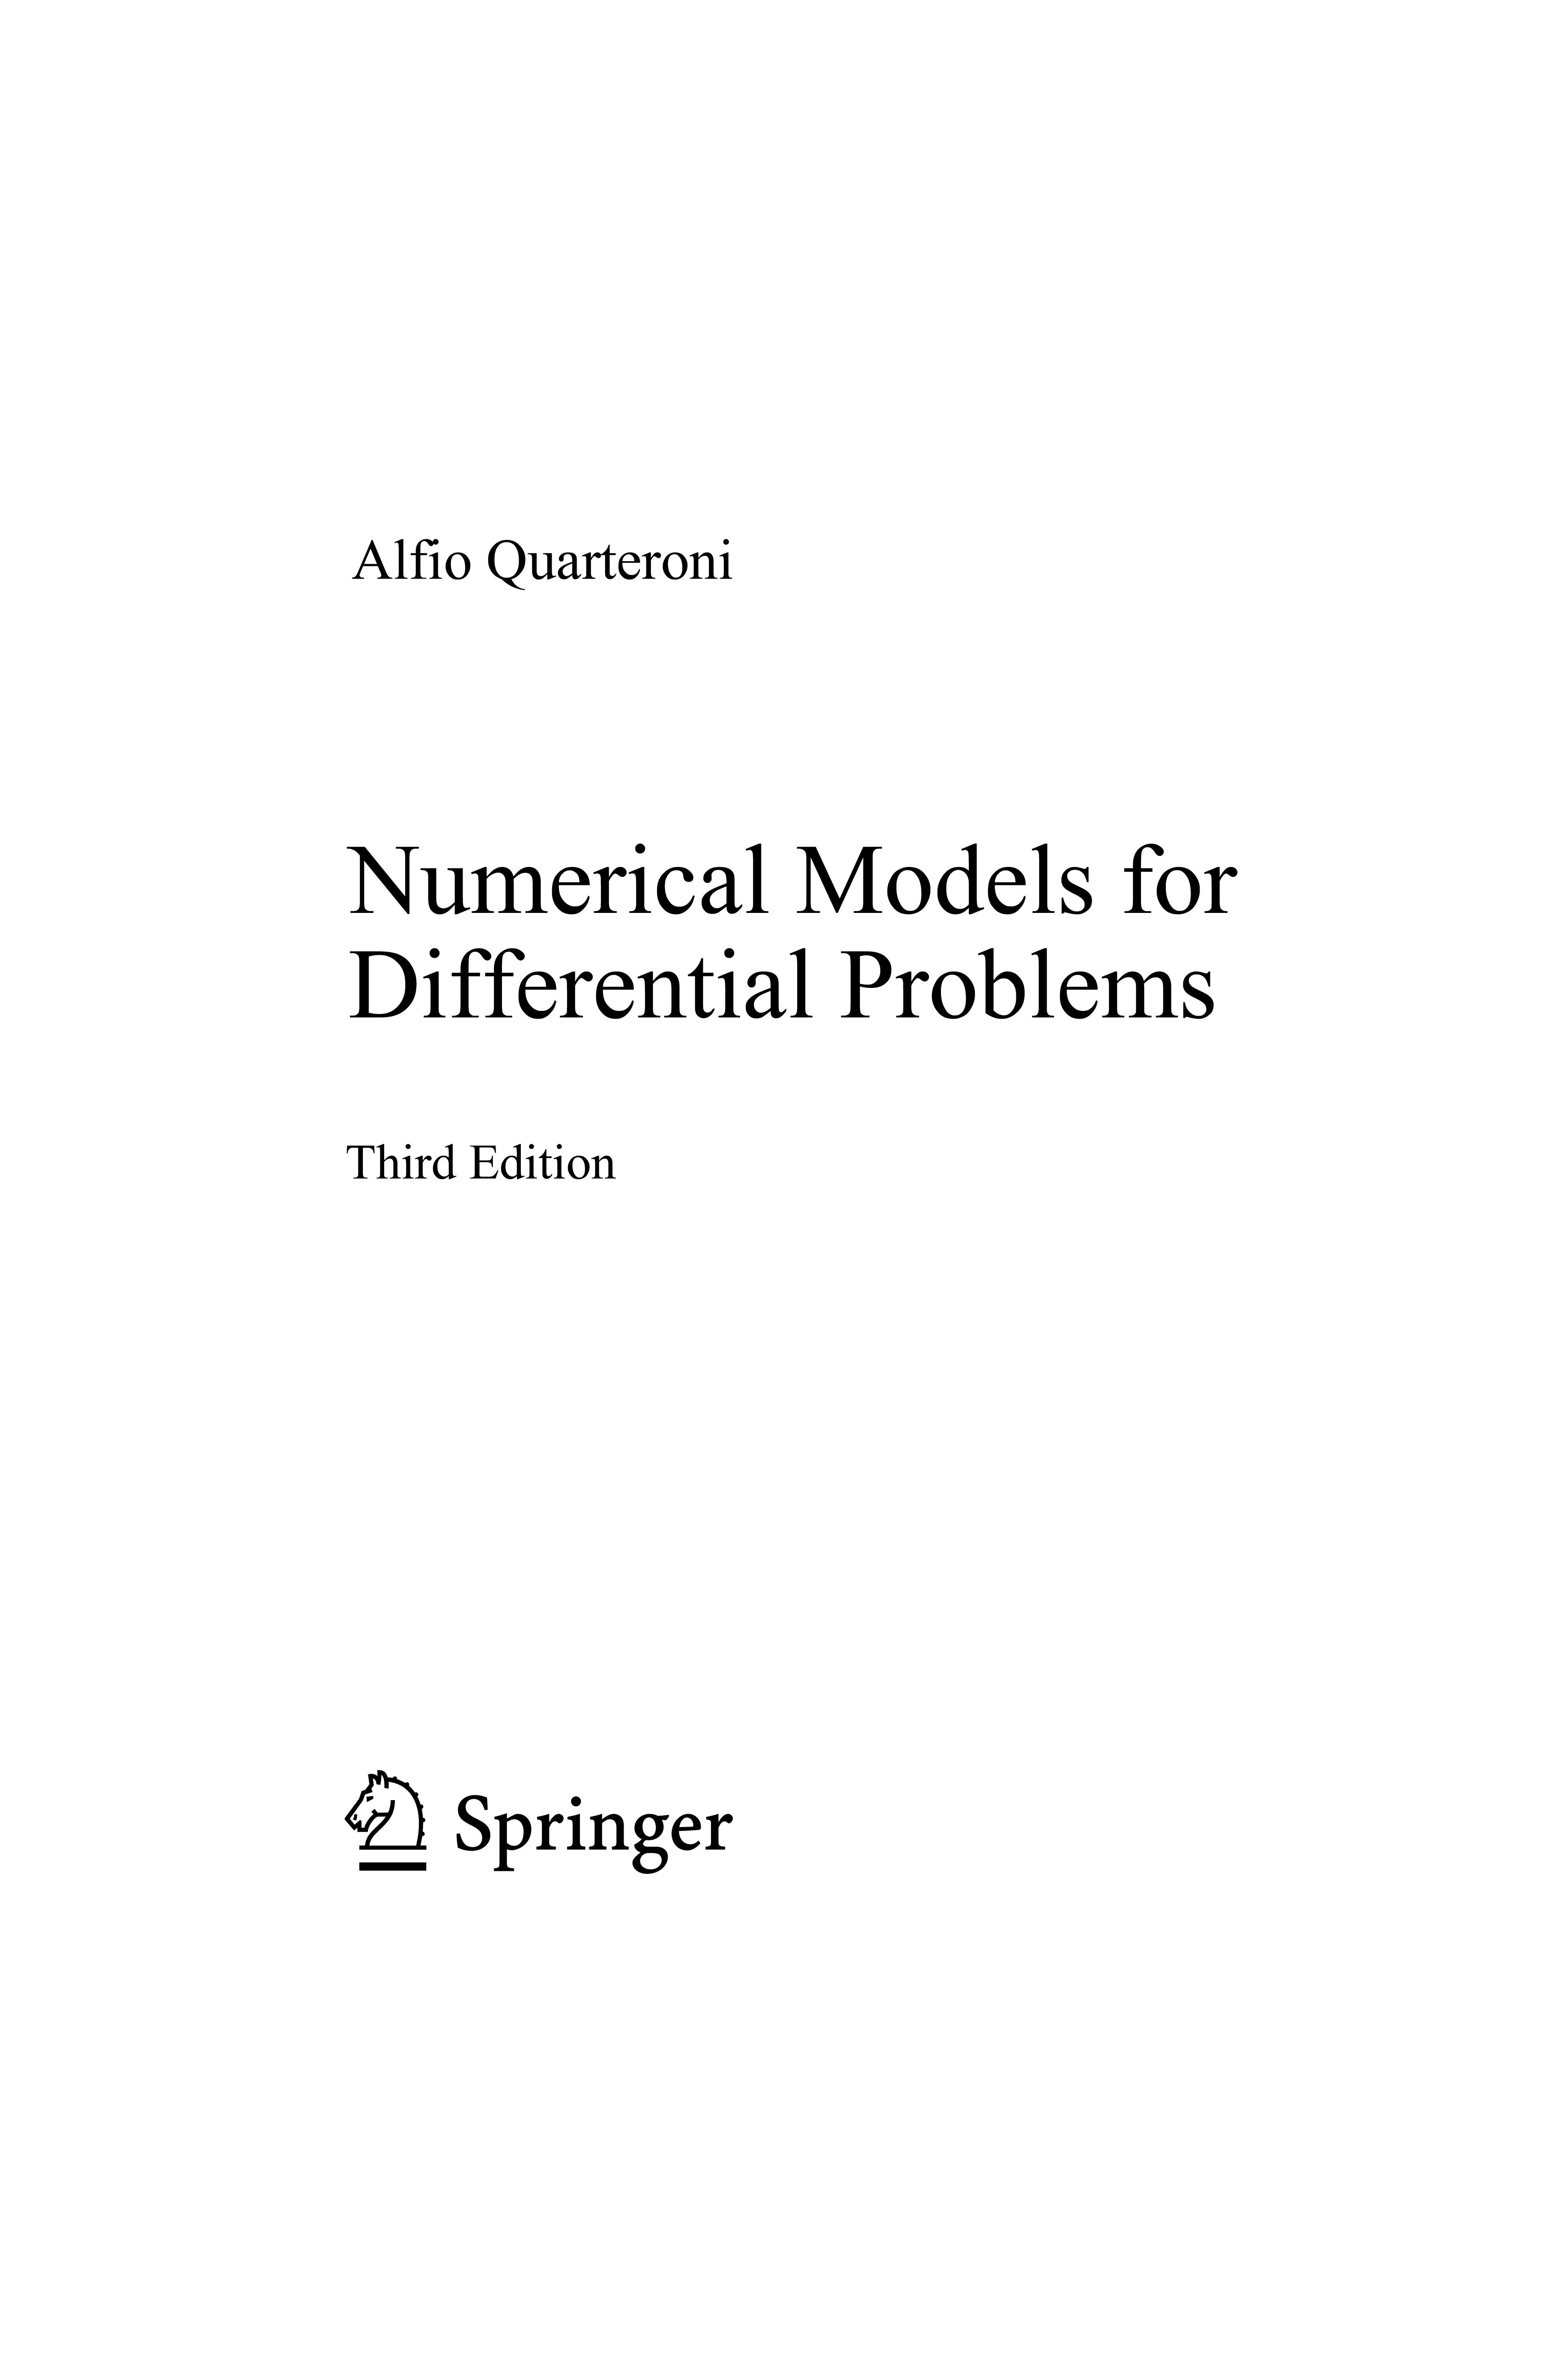 Alfio Quarteroni
Numerical Models for
Differential Problems
Third Edition
Springer